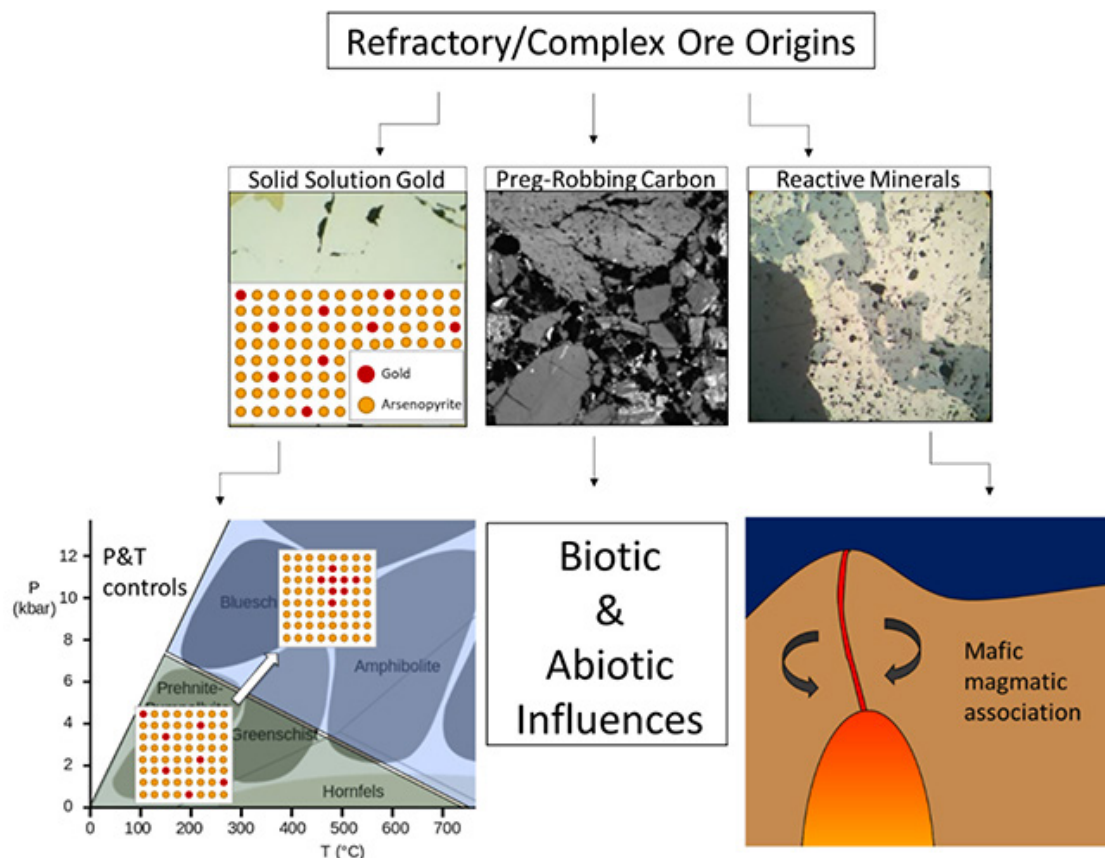 Refractory/Complex Ore Origins
Solid Solution Gold
Preg-Robbing Carbon
Reactive Minerals
Gold
Arsenopyrite
P&T
controls
P
(kbar)
12
10
8
6
4
2
0
Bluesch
Amphibolite
Prehnite-
Greenschist
Hornfels
0 100 200 300 400 500 600 700
T (°C)
Biotic
&
Abiotic
Influences
Mafic
magmatic
association